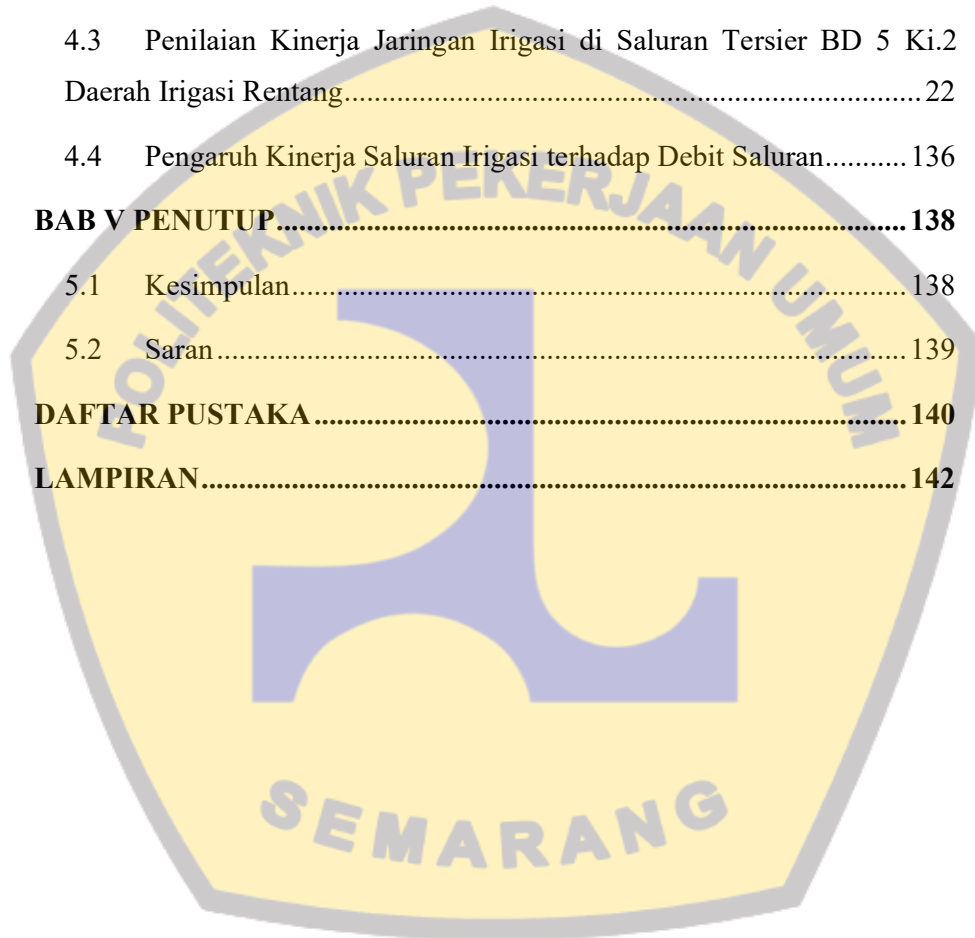 4.3 Penilaian Kinerja Jaringan Irigasi di Saluran Tersier BD 5 Ki.2
Daerah Irigasi Rentang........................................................................ 22
4.4 Pengaruh Kinerja Saluran Irigasi terhadap Debit Saluran........... 136
BAB V PENUTUP.................................................................................. 138
5.1 Kesimpulan................................................................................ 138
5.2 Saran.......................................................................................... 139
DAFTAR PUSTAKA............................................................................. 140
LAMPIRAN............................................................................................ 142
POLITEKNIK PEKERJAAN UMUM
SEMARANG